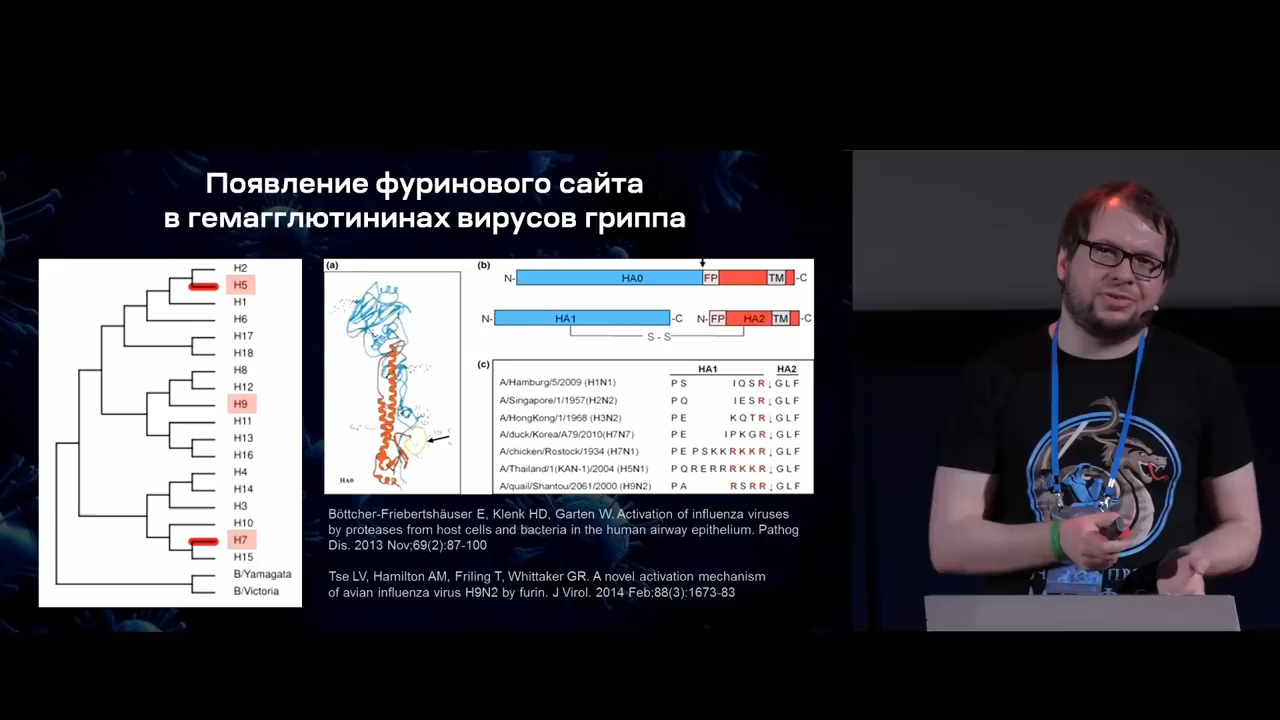 Появление фуринового сайта
в гемагглютининах вирусов гриппа
H2
H5
H1
H6
H17
H18
H8
H12
H9
H11
H13
H16
H4
H14
H3
H10
H7
H15
B/Yamagata
B/Victoria
(a)
HA0
(b)
N- HA0 FP TM -C
N- HA1 -C N- FP HA2 TM -C
S - S
(c)
HA1 HA2
A/Hamburg/5/2009 (H1N1) P S I Q S R ↓ G L F
A/Singapore/1/1957(H2N2) P Q I E S R ↓ G L F
A/HongKong/1/1968 (H3N2) P E K Q T R ↓ G L F
A/duck/Korea/A79/2010(H7N7) P E I P K G R ↓ G L F
A/chicken/Rostock/1934 (H7N1) P E P S K K R K K R ↓ G L F
A/Thailand/1(KAN-1)/2004 (H5N1) P Q R E R R R K K R ↓ G L F
A/quail/Shantou/2061/2000 (H9N2) P A R S R R ↓ G L F
Böttcher-Friebertshäuser E, Klenk HD, Garten W. Activation of influenza viruses
by proteases from host cells and bacteria in the human airway epithelium. Pathog
Dis. 2013 Nov;69(2):87-100
Tse LV, Hamilton AM, Friling T, Whittaker GR. A novel activation mechanism
of avian influenza virus H9N2 by furin. J Virol. 2014 Feb;88(3):1673-83